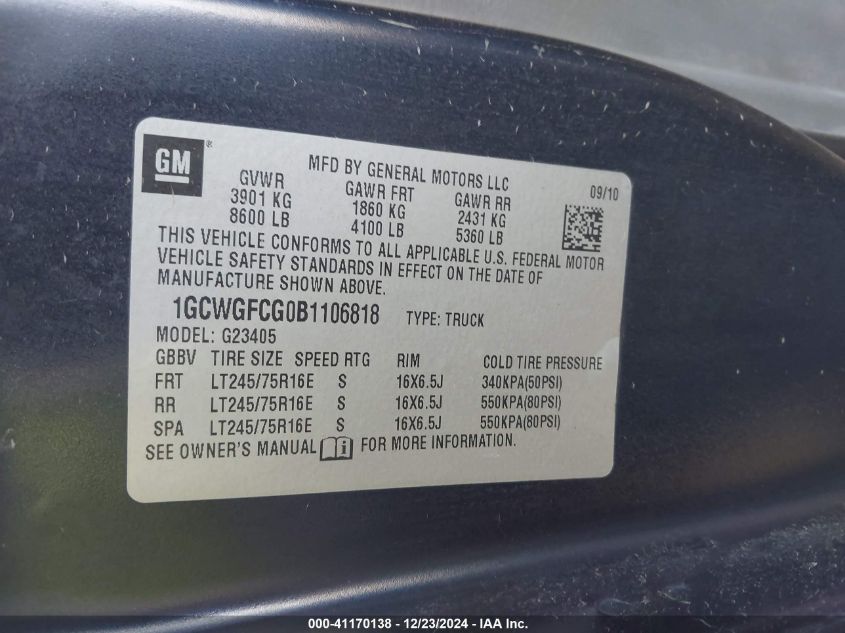 GM®
MFD BY GENERAL MOTORS LLC
09/10
GVWR GAWR FRT GAWR RR
3901 KG 1860 KG 2431 KG
8600 LB 4100 LB 5360 LB
THIS VEHICLE CONFORMS TO ALL APPLICABLE U.S. FEDERAL MOTOR
VEHICLE SAFETY STANDARDS IN EFFECT ON THE DATE OF
MANUFACTURE SHOWN ABOVE.
1GCWGFCG0B1106818 TYPE: TRUCK
MODEL: G23405
GBBV TIRE SIZE SPEED RTG RIM COLD TIRE PRESSURE
FRT LT245/75R16E S 16X6.5J 340KPA(50PSI)
RR LT245/75R16E S 16X6.5J 550KPA(80PSI)
SPA LT245/75R16E S 16X6.5J 550KPA(80PSI)
SEE OWNER'S MANUAL i FOR MORE INFORMATION.
000-41170138 - 12/23/2024 - IAA Inc.